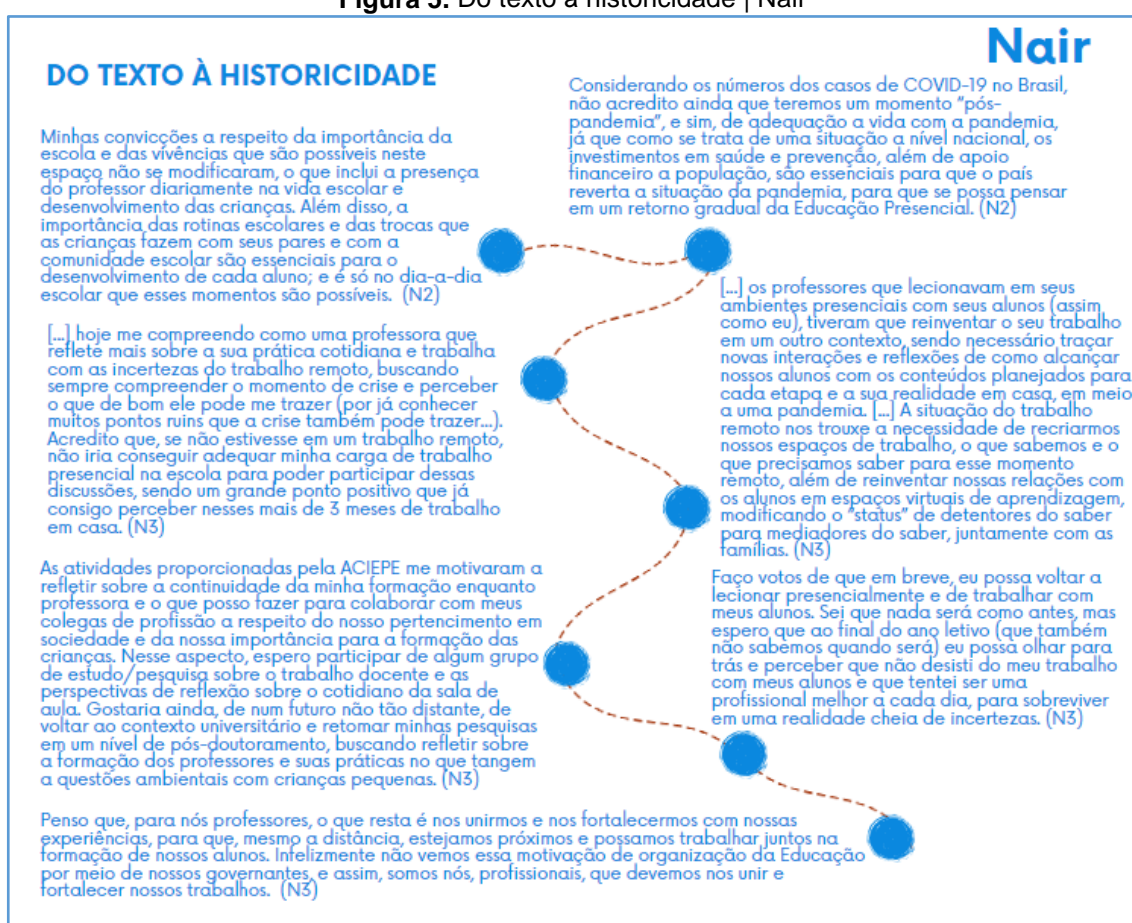 Figura 5. Do texto à historicidade | Nair
Nair
DO TEXTO À HISTORICIDADE
Considerando os números dos casos de COVID-19 no Brasil,
não acredito ainda que teremos um momento "pós-
pandemia", e sim, de adequação a vida com a pandemia,
já que como se trata de uma situação a nível nacional, os
investimentos em saúde e prevenção, além de apoio
financeiro a população, são essenciais para que o país
reverta a situação da pandemia, para que se possa pensar
em um retorno gradual da Educação Presencial. (N2)
Minhas convicções a respeito da importância da
escola e das vivências que são possíveis neste
espaço não se modificaram, o que inclui a presença
do professor diariamente na vida escolar e
desenvolvimento das crianças. Além disso, a
importância das rotinas escolares e das trocas que
as crianças fazem com seus pares e com a
comunidade escolar são essenciais para o
desenvolvimento de cada aluno; e é só no dia-a-dia
escolar que esses momentos são possíveis. (N2)
[...] os professores que lecionavam em seus
ambientes presenciais com seus alunos (assim
como eu), tiveram que reinventar o seu trabalho
em um outro contexto, sendo necessário traçar
novas interações e reflexões de como alcançar
nossos alunos com os conteúdos planejados para
cada etapa e a sua realidade em casa, em meio
a uma pandemia. [...] A situação do trabalho
remoto nos trouxe a necessidade de recriarmos
nossos espaços de trabalho, o que sabemos e o
que precisamos saber para esse momento
remoto, além de reinventar nossas relações com
os alunos em espaços virtuais de aprendizagem,
modificando o "status" de detentores do saber
para mediadores do saber, juntamente com as
famílias. (N3)
[...] hoje me compreendo como uma professora que
reflete mais sobre a sua prática cotidiana e trabalha
com as incertezas do trabalho remoto, buscando
sempre compreender o momento de crise e perceber
o que de bom ele pode me trazer (por já conhecer
muitos pontos ruins que a crise também pode trazer...).
Acredito que, se não estivesse em um trabalho remoto,
não iria conseguir adequar minha carga de trabalho
presencial na escola para poder participar dessas
discussões, sendo um grande ponto positivo que já
consigo perceber nesses mais de 3 meses de trabalho
em casa. (N3)
As atividades proporcionadas pela ACIEPE me motivaram a
refletir sobre a continuidade da minha formação enquanto
professora e o que posso fazer para colaborar com meus
colegas de profissão a respeito do nosso pertencimento em
sociedade e da nossa importância para a formação das
crianças. Nesse aspecto, espero participar de algum grupo
de estudo/pesquisa sobre o trabalho docente e as
perspectivas de reflexão sobre o cotidiano da sala de
aula. Gostaria ainda, de num futuro não tão distante, de
voltar ao contexto universitário e retomar minhas pesquisas
em um nível de pós-doutoramento, buscando refletir sobre
a formação dos professores e suas práticas no que tangem
a questões ambientais com crianças pequenas. (N3)
Faço votos de que em breve, eu possa voltar a
lecionar presencialmente e de trabalhar com
meus alunos. Sei que nada será como antes, mas
espero que ao final do ano letivo (que também
não sabemos quando será) eu possa olhar para
trás e perceber que não desisti do meu trabalho
com meus alunos e que tentei ser uma
profissional melhor a cada dia, para sobreviver
em uma realidade cheia de incertezas. (N3)
Penso que, para nós professores, o que resta é nos unirmos e nos fortalecermos com nossas
experiências, para que, mesmo a distância, estejamos próximos e possamos trabalhar juntos na
formação de nossos alunos. Infelizmente não vemos essa motivação de organização da Educação
por meio de nossos governantes, e assim, somos nós, profissionais, que devemos nos unir e
fortalecer nossos trabalhos. (N3)